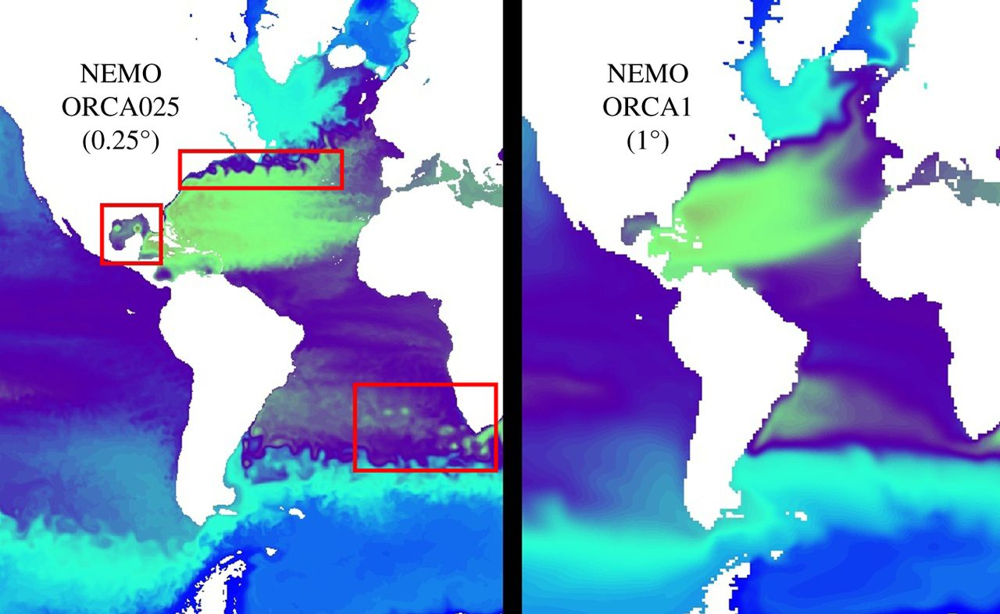 NEMO
ORCA025
(0.25°)
NEMO
ORCA1
(1°)